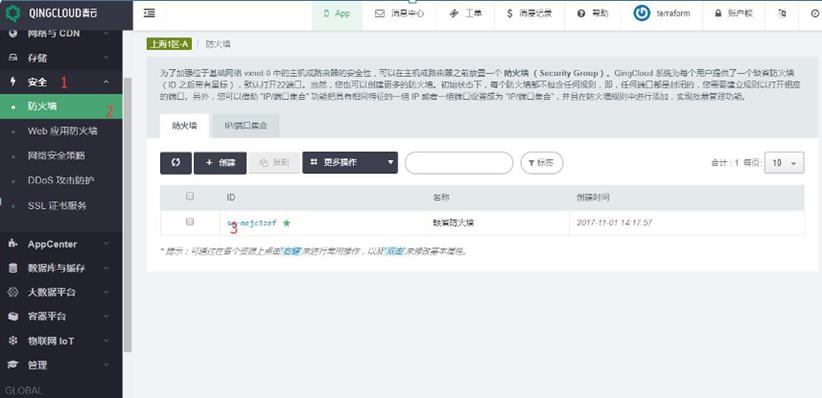 QINGCLOUD青云
App
消息中心
工单
消费记录
帮助
terraform
账户权
网络与 CDN
存储
安全 1
防火墙 2
Web 应用防火墙
网络安全策略
DDoS 攻击防护
SSL 证书服务
AppCenter
数据库与缓存
大数据平台
容器平台
物联网 IoT
管理
GLOBAL
上海1区-A / 防火墙
为了加强位于基础网络 vxnet-0 中的主机或路由器的安全性，可以在主机或路由器之前放置一个 防火墙 （Security Group）。QingCloud 系统为每个用户提供了一个缺省防火墙
（ID 之后带有星标），默认打开22端口。当然，您也可以创建更多的防火墙。初始状态下，每个防火墙都不包含任何规则，即，任何端口都是封闭的，您需要建立规则以打开相应
的端口。另外，您可以借助 "IP/端口集合" 功能把具有相同特征的一组 IP 或者一组端口设置成为 "IP/端口集合"，并且在防火墙规则中进行添加，实现批量管理功能。
防火墙 IP/端口集合
创建 复制 更多操作 标签 合计：1 每页: 10
ID 名称 创建时间
3 缺省防火墙 2017-11-01 14:17:57
* 提示：可通过在各个资源上点击"右键"来进行常用操作，以及"双击"来修改基本属性。